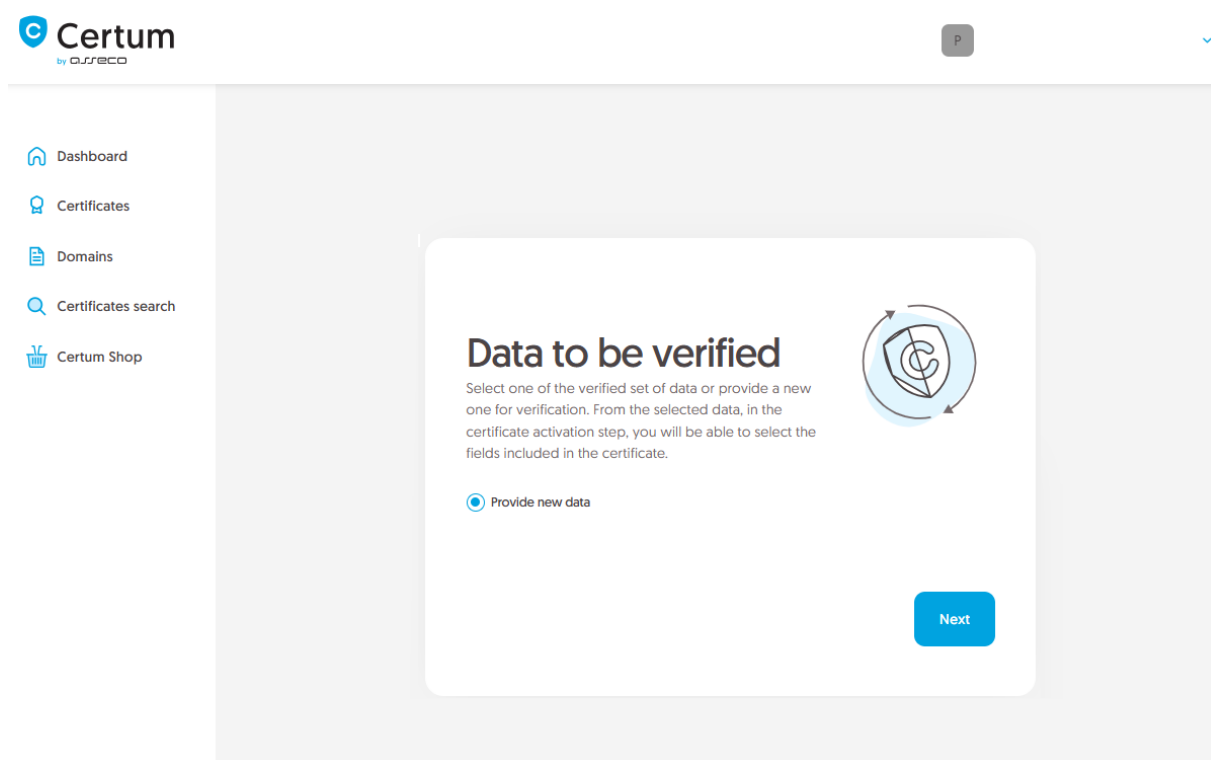 Certum
by asseco
P
Dashboard
Certificates
Domains
Certificates search
Certum Shop
Data to be verified
Select one of the verified set of data or provide a new
one for verification. From the selected data, in the
certificate activation step, you will be able to select the
fields included in the certificate.
Provide new data
Next